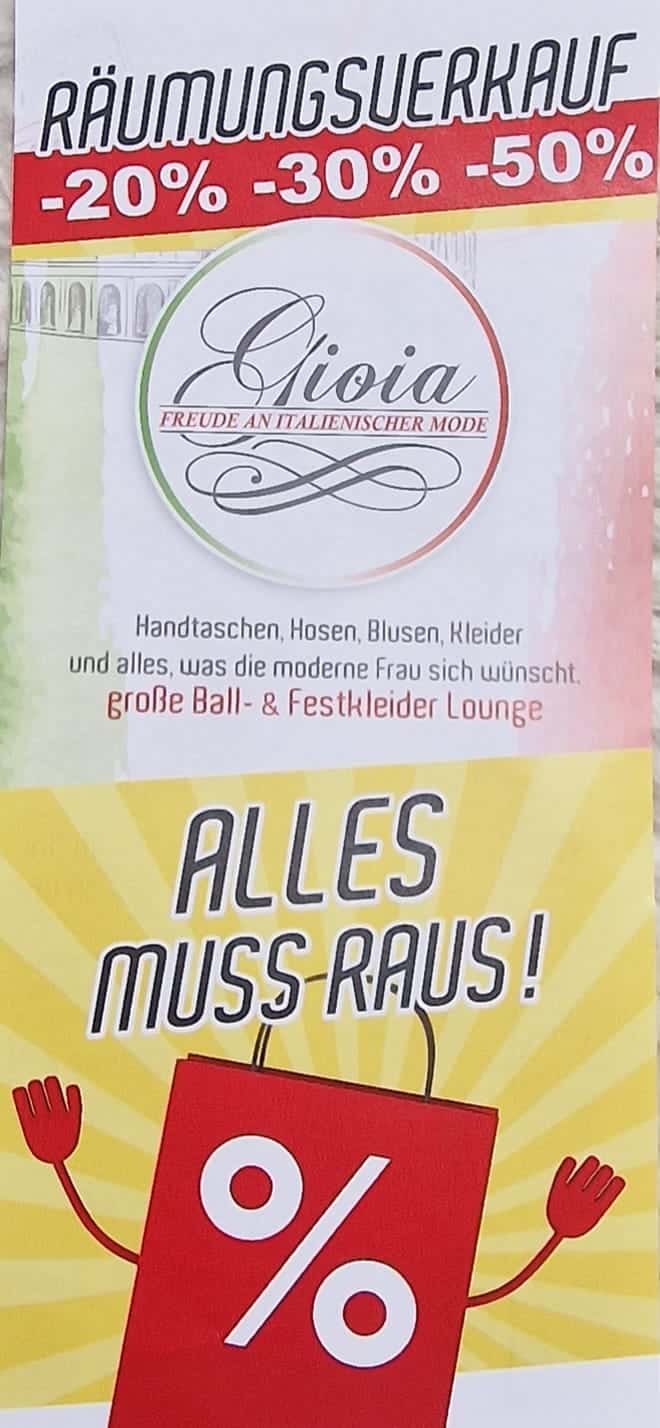 RÄUMUNGSVERKAUF
-20% -30% -50%
Gioia
FREUDE AN ITALIENISCHER MODE
Handtaschen, Hosen, Blusen, Kleider
und alles, was die moderne Frau sich wünscht.
große Ball- & Festkleider Lounge
ALLES
MUSS RAUS!
%